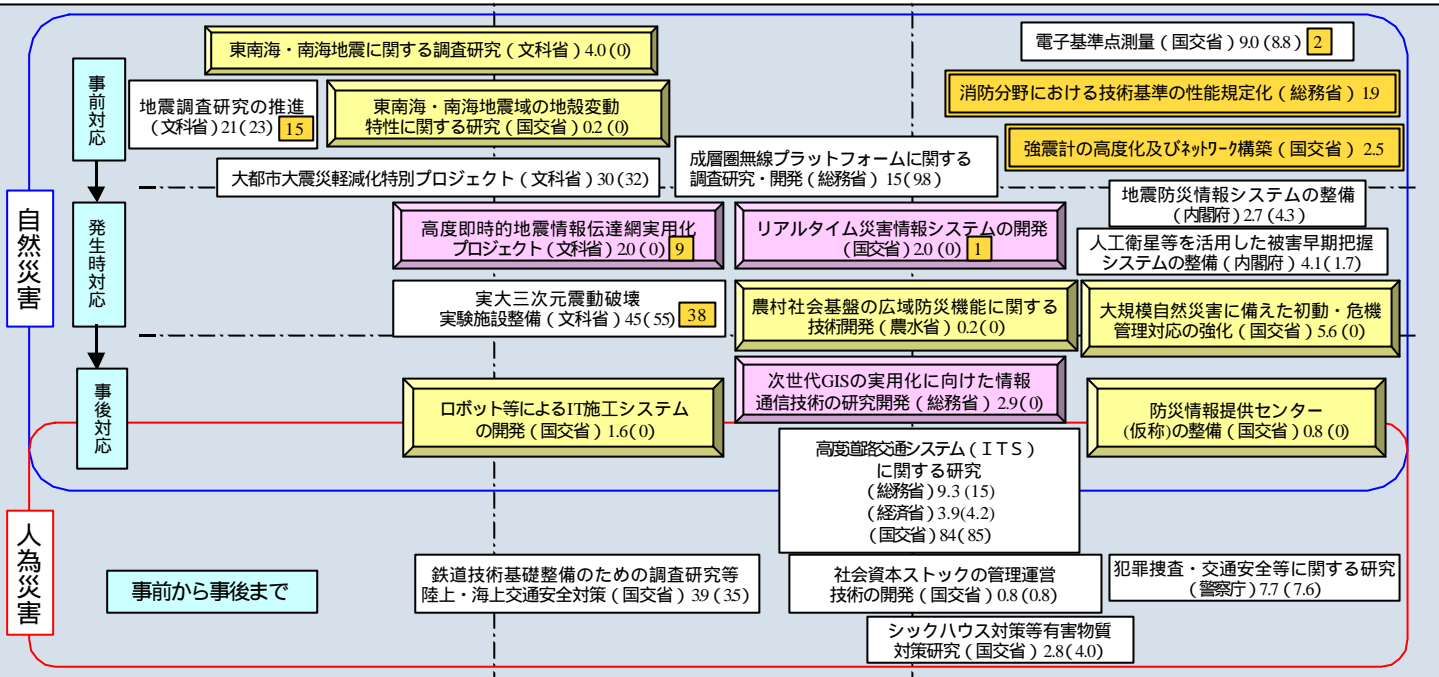 東南海・南海地震に関する調査研究(文科省)4.0(0)
電子基準点測量(国交省)9.0(8.8) 2
事前対応
地震調査研究の推進
(文科省)21(23) 15
東南海・南海地震域の地殻変動
特性に関する研究(国交省)0.2(0)
消防分野における技術基準の性能規定化(総務省)1.9
強震計の高度化及びネットワーク構築(国交省)2.5
成層圏無線プラットフォームに関する
調査研究・開発(総務省)15(9.8)
大都市大震災軽減化特別プロジェクト(文科省)30(32)
地震防災情報システムの整備
(内閣府)2.7(4.3)
自然災害
発生時対応
高度即時的地震情報伝達網実用化
プロジェクト(文科省)20(0) 9
リアルタイム災害情報システムの開発
(国交省)2.0(0) 1
人工衛星等を活用した被害早期把握
システムの整備(内閣府)4.1(1.7)
実大三次元震動破壊
実験施設整備(文科省)45(55) 38
農村社会基盤の広域防災機能に関する
技術開発(農水省)0.2(0)
大規模自然災害に備えた初動・危機
管理対応の強化(国交省)5.6(0)
事後対応
次世代GISの実用化に向けた情報
通信技術の研究開発(総務省)2.9(0)
ロボット等によるIT施工システム
の開発(国交省)1.6(0)
防災情報提供センター
(仮称)の整備(国交省)0.8(0)
高度道路交通システム(ITS)
に関する研究
(総務省)9.3(15)
(経済省)3.9(4.2)
(国交省)84(85)
人為災害
事前から事後まで
鉄道技術基礎整備のための調査研究等
陸上・海上交通安全対策(国交省)39(35)
社会資本ストックの管理運営
技術の開発(国交省)0.8(0.8)
犯罪捜査・交通安全等に関する研究
(警察庁)7.7(7.6)
シックハウス対策等有害物質
対策研究(国交省)2.8(4.0)